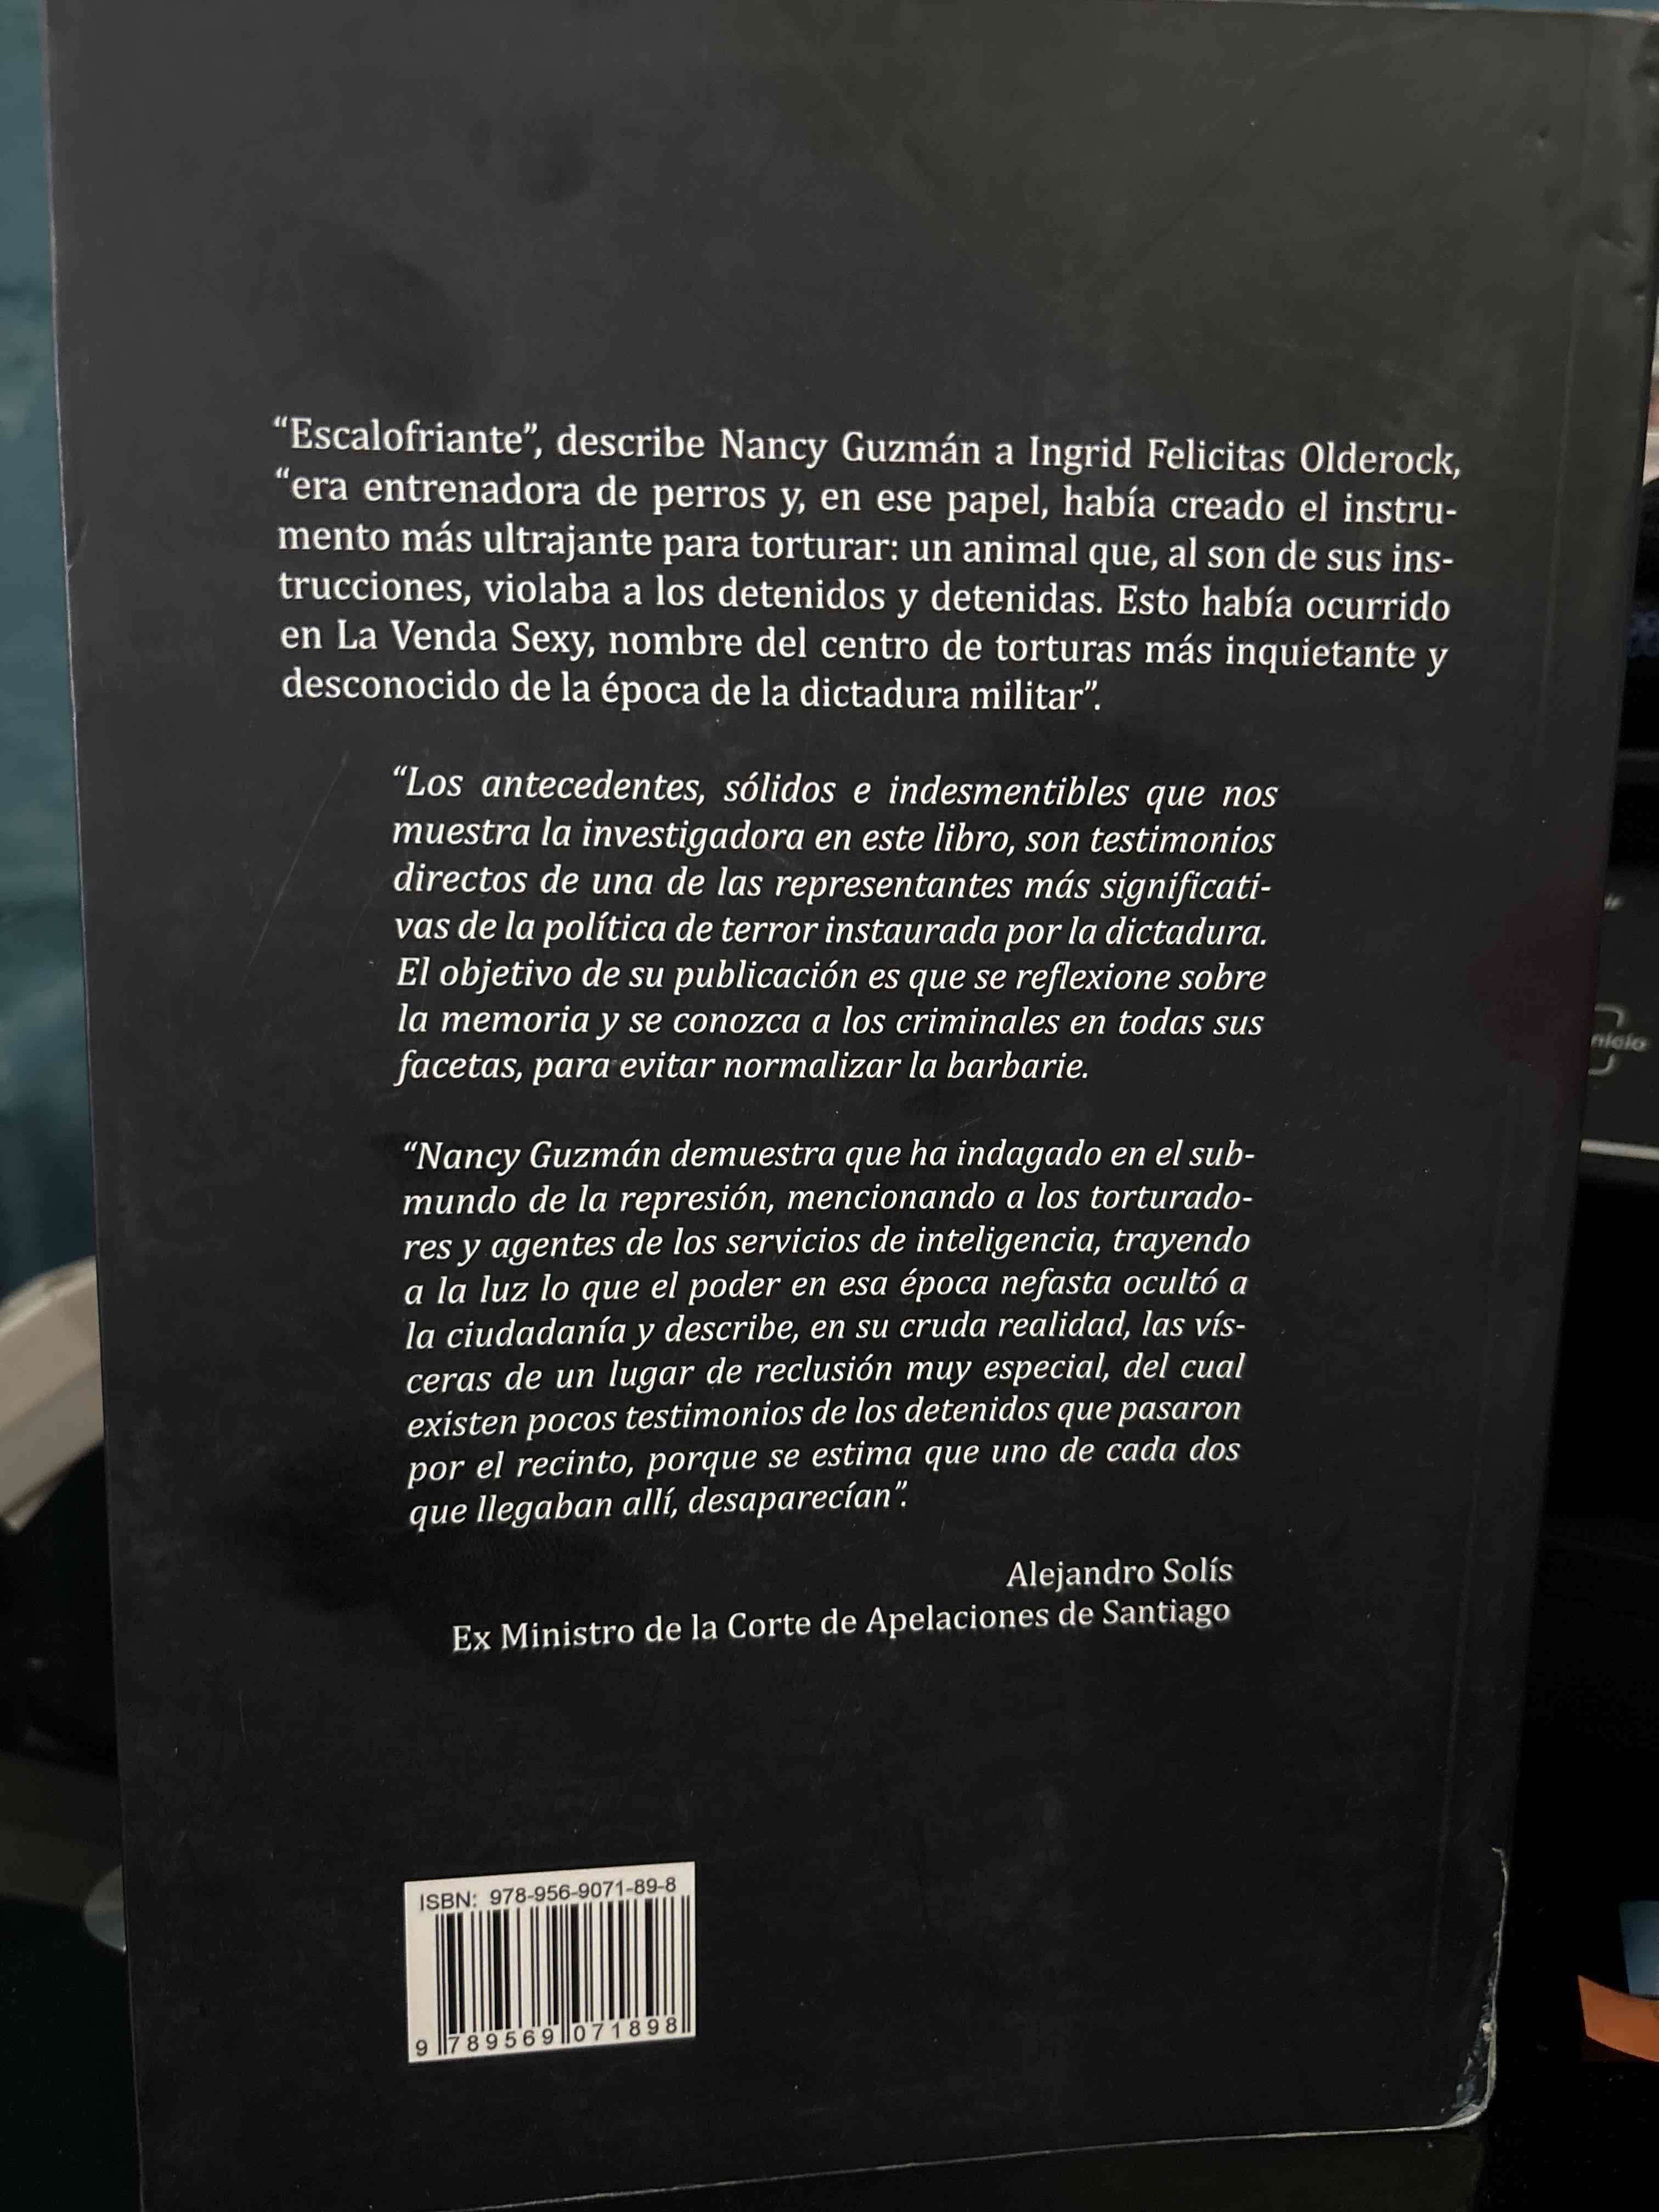 “Escalofriante”, describe Nancy Guzmán a Ingrid Felicitas Olderock,
“era entrenadora de perros y, en ese papel, había creado el instru-
mento más ultrajante para torturar: un animal que, al son de sus ins-
trucciones, violaba a los detenidos y detenidas. Esto había ocurrido
en La Venda Sexy, nombre del centro de torturas más inquietante y
desconocido de la época de la dictadura militar”.
“Los antecedentes, sólidos e indesmentibles que nos
muestra la investigadora en este libro, son testimonios
directos de una de las representantes más significati-
vas de la política de terror instaurada por la dictadura.
El objetivo de su publicación es que se reflexione sobre
la memoria y se conozca a los criminales en todas sus
facetas, para evitar normalizar la barbarie.
“Nancy Guzmán demuestra que ha indagado en el sub-
mundo de la represión, mencionando a los torturado-
res y agentes de los servicios de inteligencia, trayendo
a la luz lo que el poder en esa época nefasta ocultó a
la ciudadanía y describe, en su cruda realidad, las vís-
ceras de un lugar de reclusión muy especial, del cual
existen pocos testimonios de los detenidos que pasaron
por el recinto, porque se estima que uno de cada dos
que llegaban allí, desaparecían”.
Alejandro Solís
Ex Ministro de la Corte de Apelaciones de Santiago
ISBN: 978-956-9071-89-8
9 789569 071898